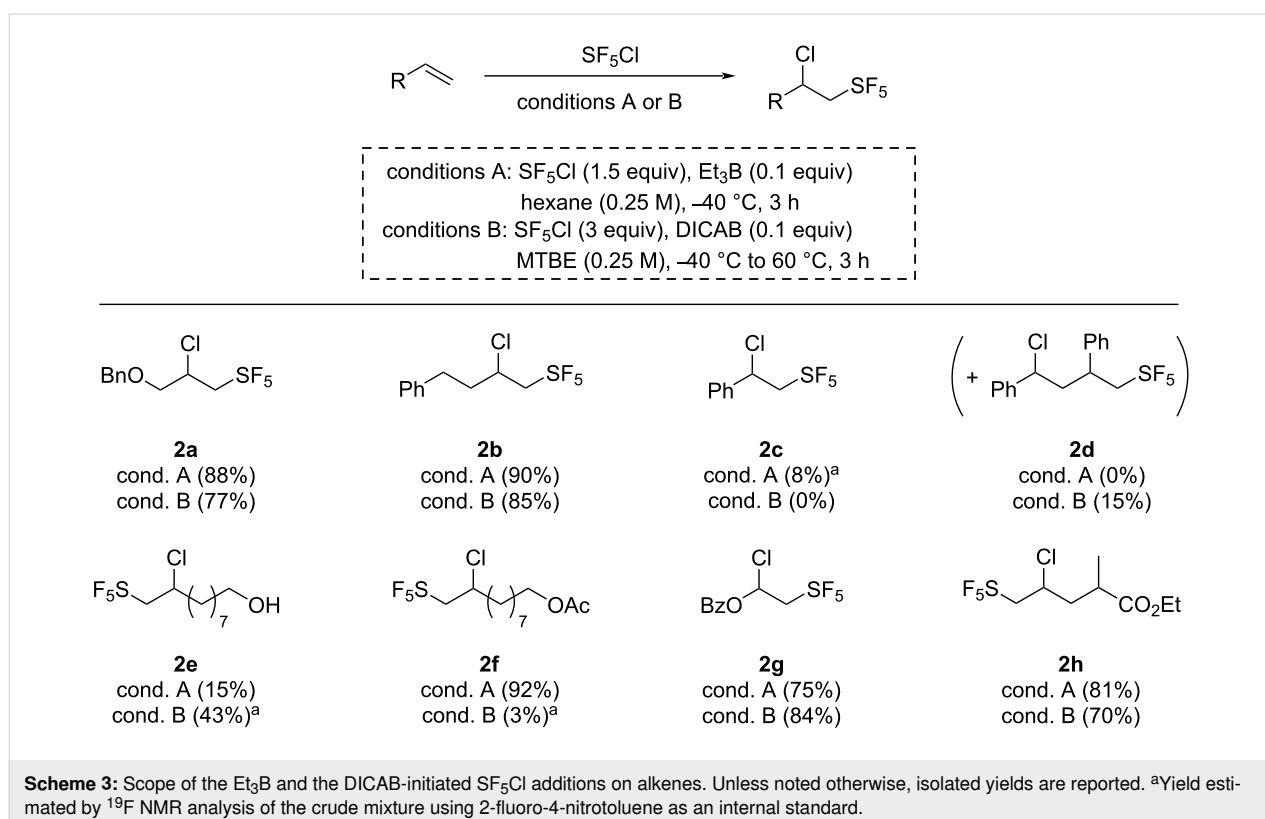 SF5Cl
conditions A or B
R
Cl
R
SF5
conditions A: SF5Cl (1.5 equiv), Et3B (0.1 equiv)
hexane (0.25 M), –40 °C, 3 h
conditions B: SF5Cl (3 equiv), DICAB (0.1 equiv)
MTBE (0.25 M), –40 °C to 60 °C, 3 h
Cl
BnO
SF5
2a
cond. A (88%)
cond. B (77%)
Cl
Ph
SF5
2b
cond. A (90%)
cond. B (85%)
Cl
Ph
SF5
2c
cond. A (8%)a
cond. B (0%)
( + Cl Ph
Ph
SF5 )
2d
cond. A (0%)
cond. B (15%)
Cl
F5S
( )7
OH
2e
cond. A (15%)
cond. B (43%)a
Cl
F5S
( )7
OAc
2f
cond. A (92%)
cond. B (3%)a
Cl
BzO
SF5
2g
cond. A (75%)
cond. B (84%)
Cl
F5S
CO2Et
2h
cond. A (81%)
cond. B (70%)
Scheme 3: Scope of the Et3B and the DICAB-initiated SF5Cl additions on alkenes. Unless noted otherwise, isolated yields are reported. aYield esti-
mated by 19F NMR analysis of the crude mixture using 2-fluoro-4-nitrotoluene as an internal standard.